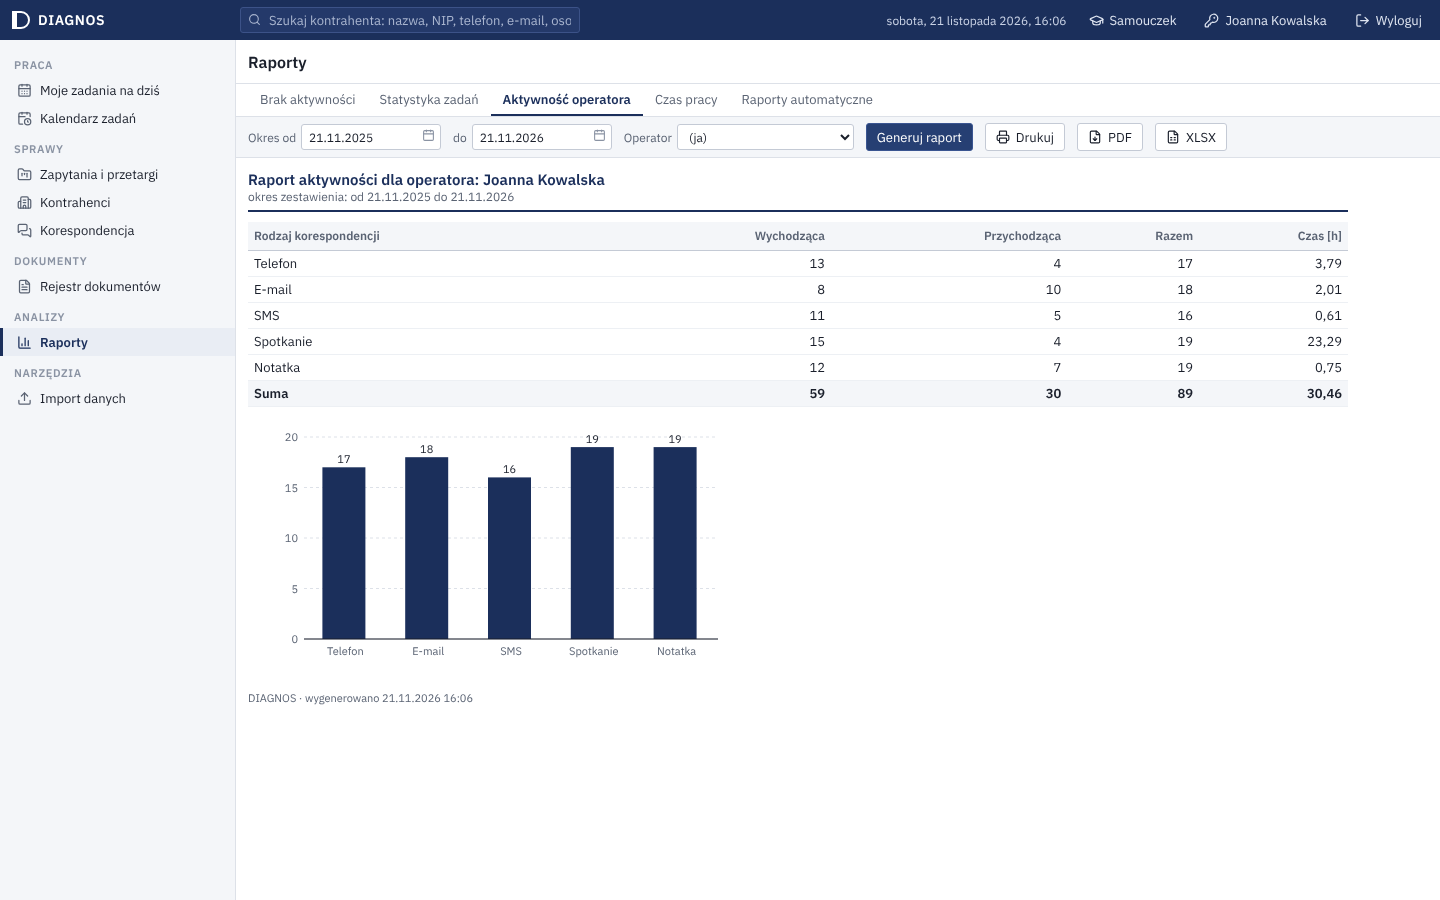 DIAGNOS
Szukaj kontrahenta: nazwa, NIP, telefon, e-mail, oso
sobota, 21 listopada 2026, 16:06
Samouczek
Joanna Kowalska
Wyloguj
PRACA
Moje zadania na dziś
Kalendarz zadań
SPRAWY
Zapytania i przetargi
Kontrahenci
Korespondencja
DOKUMENTY
Rejestr dokumentów
ANALIZY
Raporty
NARZĘDZIA
Import danych
Raporty
Brak aktywności Statystyka zadań Aktywność operatora Czas pracy Raporty automatyczne
Okres od 21.11.2025 do 21.11.2026 Operator (ja) Generuj raport Drukuj PDF XLSX
Raport aktywności dla operatora: Joanna Kowalska
okres zestawienia: od 21.11.2025 do 21.11.2026
Rodzaj korespondencji Wychodząca Przychodząca Razem Czas [h]
Telefon 13 4 17 3,79
E-mail 8 10 18 2,01
SMS 11 5 16 0,61
Spotkanie 15 4 19 23,29
Notatka 12 7 19 0,75
Suma 59 30 89 30,46
20
15
10
5
0
17 18 16 19 19
Telefon E-mail SMS Spotkanie Notatka
DIAGNOS · wygenerowano 21.11.2026 16:06